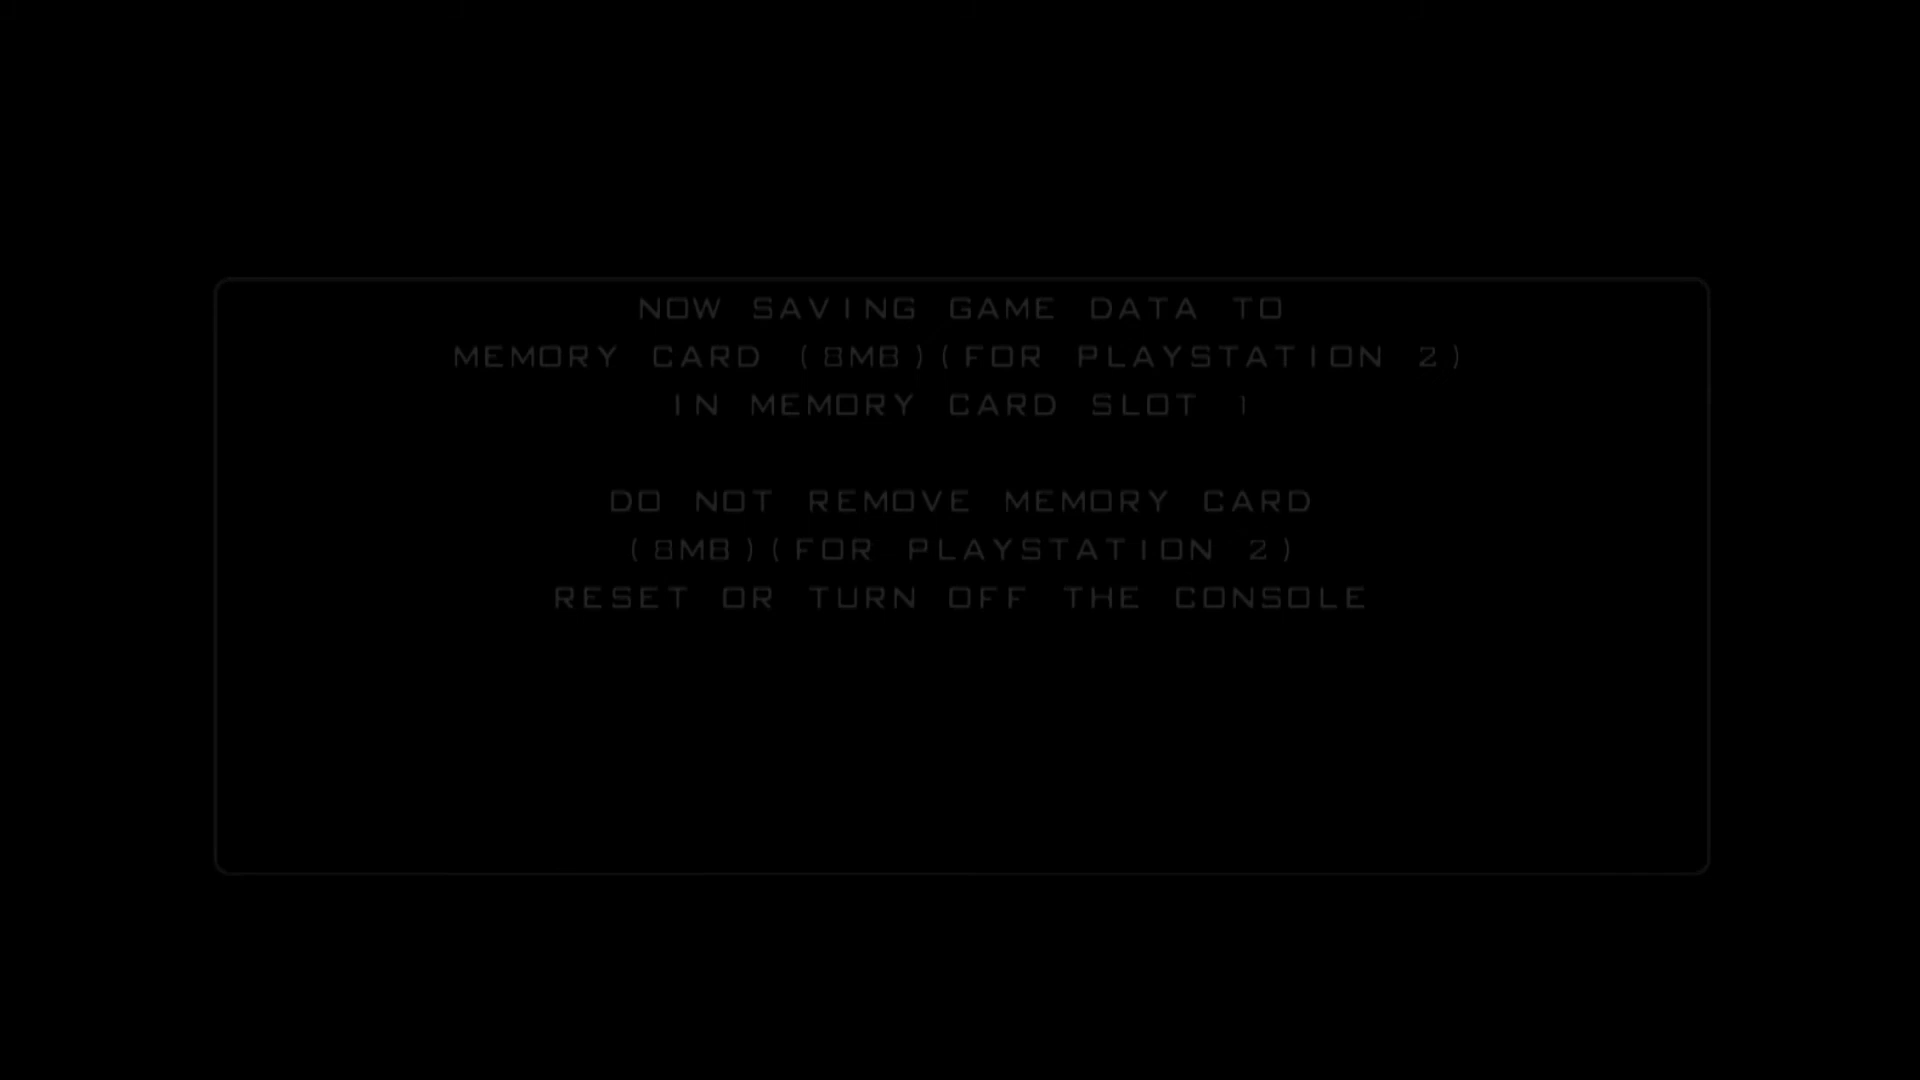 NOW SAVING GAME DATA TO
MEMORY CARD (8MB)(FOR PLAYSTATION 2)
IN MEMORY CARD SLOT 1
DO NOT REMOVE MEMORY CARD
(8MB)(FOR PLAYSTATION 2)
RESET OR TURN OFF THE CONSOLE